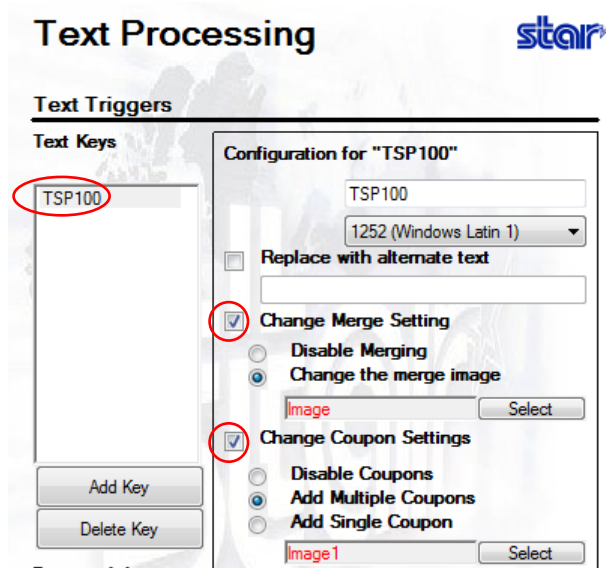 Text Processing
star
Text Triggers
Text Keys
TSP100
Add Key
Delete Key
Configuration for "TSP100"
TSP100
1252 (Windows Latin 1)
Replace with alternate text
Change Merge Setting
Disable Merging
Change the merge image
Image
Select
Change Coupon Settings
Disable Coupons
Add Multiple Coupons
Add Single Coupon
Image1
Select